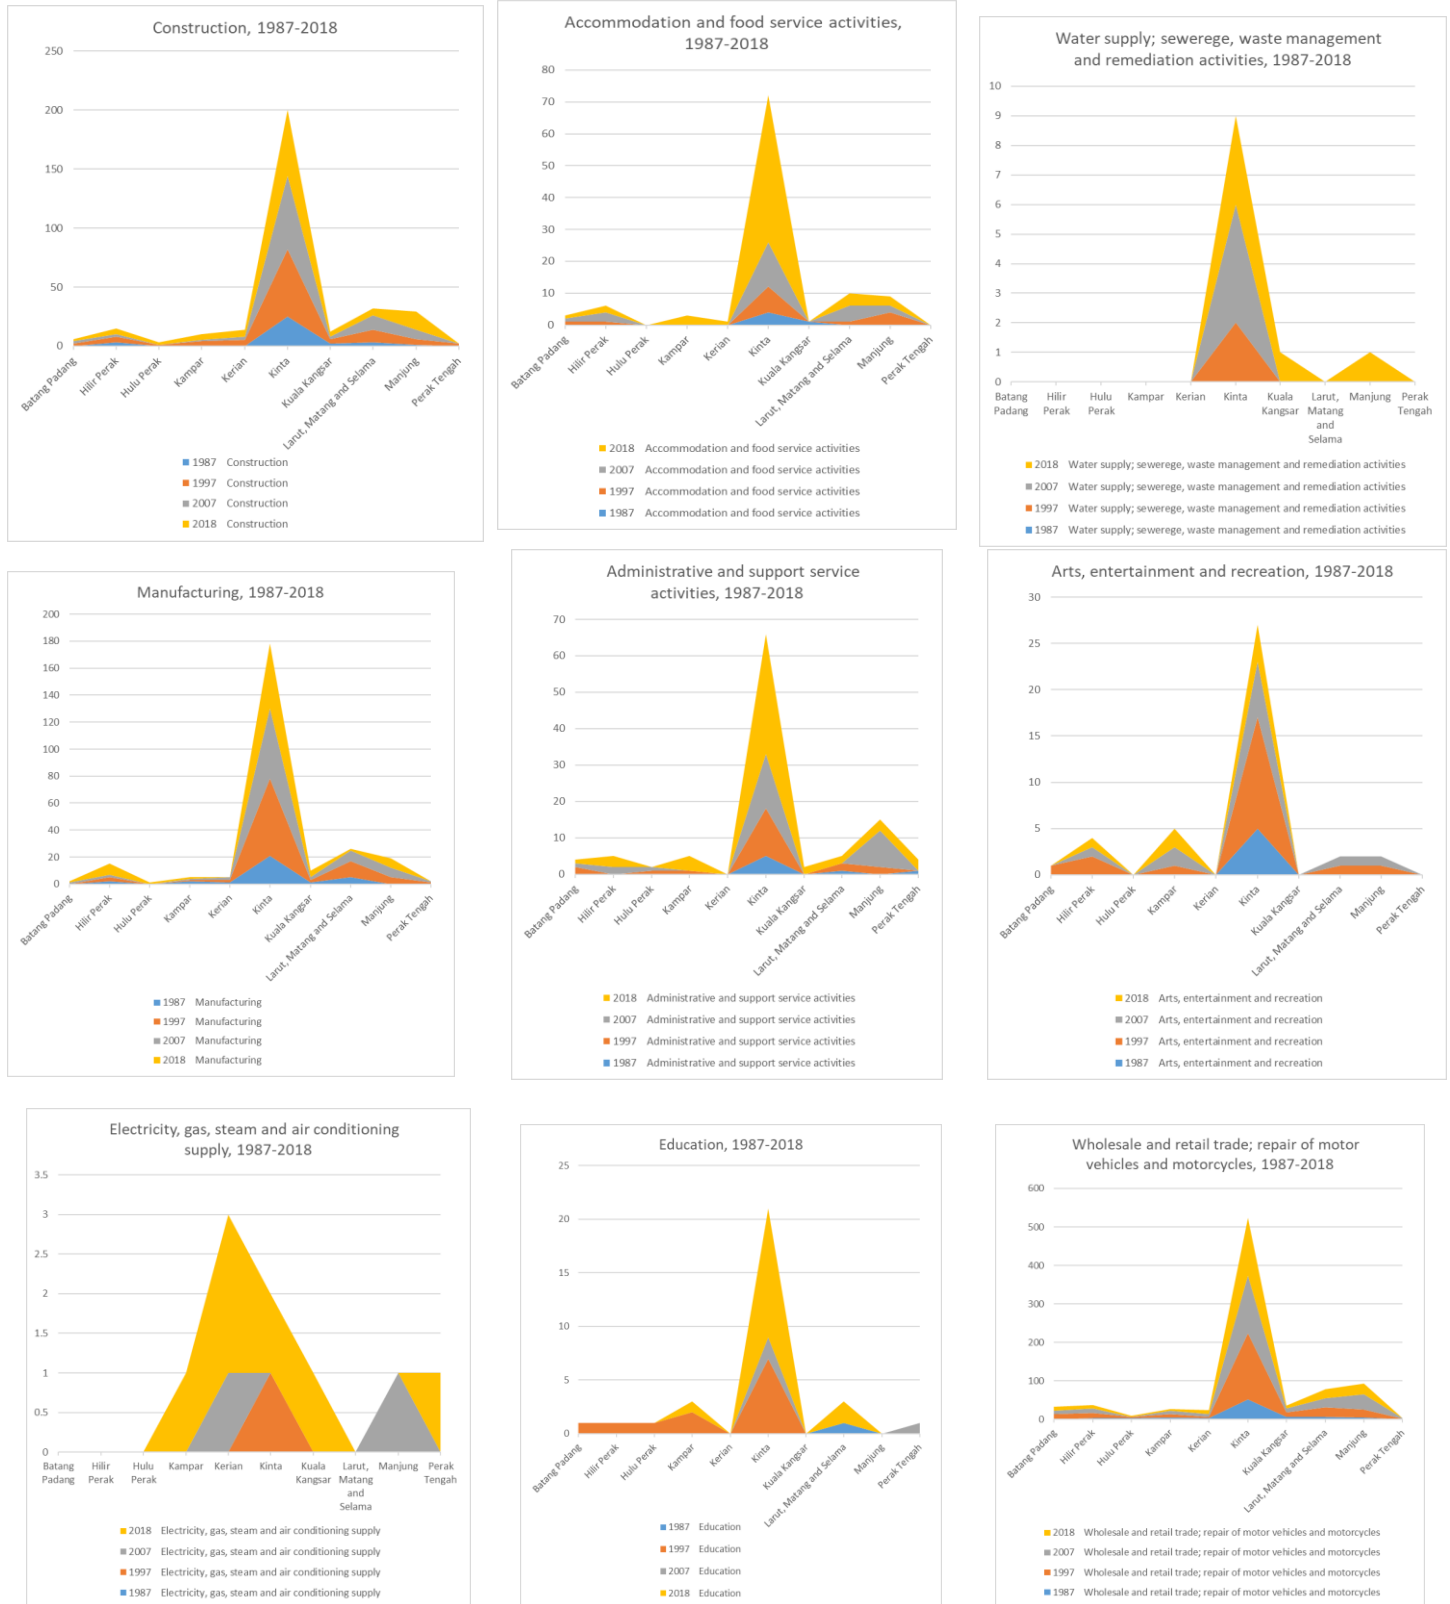 Construction, 1987-2018
250
200
150
100
50
0
Batang Padang
Hilir Perak
Hulu Perak
Kampar
Kerian
Kinta
Kuala Kangsar
Larut, Matang and Selama
Manjung
Perak Tengah
1987 Construction
1997 Construction
2007 Construction
2018 Construction
Accommodation and food service activities,
1987-2018
80
70
60
50
40
30
20
10
0
Batang Padang
Hilir Perak
Hulu Perak
Kampar
Kerian
Kinta
Kuala Kangsar
Larut, Matang and Selama
Manjung
Perak Tengah
2018 Accommodation and food service activities
2007 Accommodation and food service activities
1997 Accommodation and food service activities
1987 Accommodation and food service activities
Water supply; sewerege, waste management
and remediation activities, 1987-2018
10
9
8
7
6
5
4
3
2
1
0
Batang
Padang
Hilir
Perak
Hulu
Perak
Kampar
Kerian
Kinta
Kuala
Kangsar
Larut,
Matang
and
Selama
Manjung
Perak
Tengah
2018 Water supply; sewerege, waste management and remediation activities
2007 Water supply; sewerege, waste management and remediation activities
1997 Water supply; sewerege, waste management and remediation activities
1987 Water supply; sewerege, waste management and remediation activities
Manufacturing, 1987-2018
200
180
160
140
120
100
80
60
40
20
0
Batang Padang
Hilir Perak
Hulu Perak
Kampar
Kerian
Kinta
Kuala Kangsar
Larut, Matang and Selama
Manjung
Perak Tengah
1987 Manufacturing
1997 Manufacturing
2007 Manufacturing
2018 Manufacturing
Administrative and support service
activities, 1987-2018
70
60
50
40
30
20
10
0
Batang Padang
Hilir Perak
Hulu Perak
Kampar
Kerian
Kinta
Kuala Kangsar
Larut, Matang and Selama
Manjung
Perak Tengah
2018 Administrative and support service activities
2007 Administrative and support service activities
1997 Administrative and support service activities
1987 Administrative and support service activities
Arts, entertainment and recreation, 1987-2018
30
25
20
15
10
5
0
Batang Padang
Hilir Perak
Hulu Perak
Kampar
Kerian
Kinta
Kuala Kangsar
Larut, Matang and Selama
Manjung
Perak Tengah
2018 Arts, entertainment and recreation
2007 Arts, entertainment and recreation
1997 Arts, entertainment and recreation
1987 Arts, entertainment and recreation
Electricity, gas, steam and air conditioning
supply, 1987-2018
3.5
3
2.5
2
1.5
1
0.5
0
Batang
Padang
Hilir
Perak
Hulu
Perak
Kampar
Kerian
Kinta
Kuala
Kangsar
Larut,
Matang
and
Selama
Manjung
Perak
Tengah
2018 Electricity, gas, steam and air conditioning supply
2007 Electricity, gas, steam and air conditioning supply
1997 Electricity, gas, steam and air conditioning supply
1987 Electricity, gas, steam and air conditioning supply
Education, 1987-2018
25
20
15
10
5
0
Batang Padang
Hilir Perak
Hulu Perak
Kampar
Kerian
Kinta
Kuala Kangsar
Larut, Matang and Selama
Manjung
Perak Tengah
1987 Education
1997 Education
2007 Education
2018 Education
Wholesale and retail trade; repair of motor
vehicles and motorcycles, 1987-2018
600
500
400
300
200
100
0
Batang Padang
Hilir Perak
Hulu Perak
Kampar
Kerian
Kinta
Kuala Kangsar
Larut, Matang and Selama
Manjung
Perak Tengah
2018 Wholesale and retail trade; repair of motor vehicles and motorcycles
2007 Wholesale and retail trade; repair of motor vehicles and motorcycles
1997 Wholesale and retail trade; repair of motor vehicles and motorcycles
1987 Wholesale and retail trade; repair of motor vehicles and motorcycles